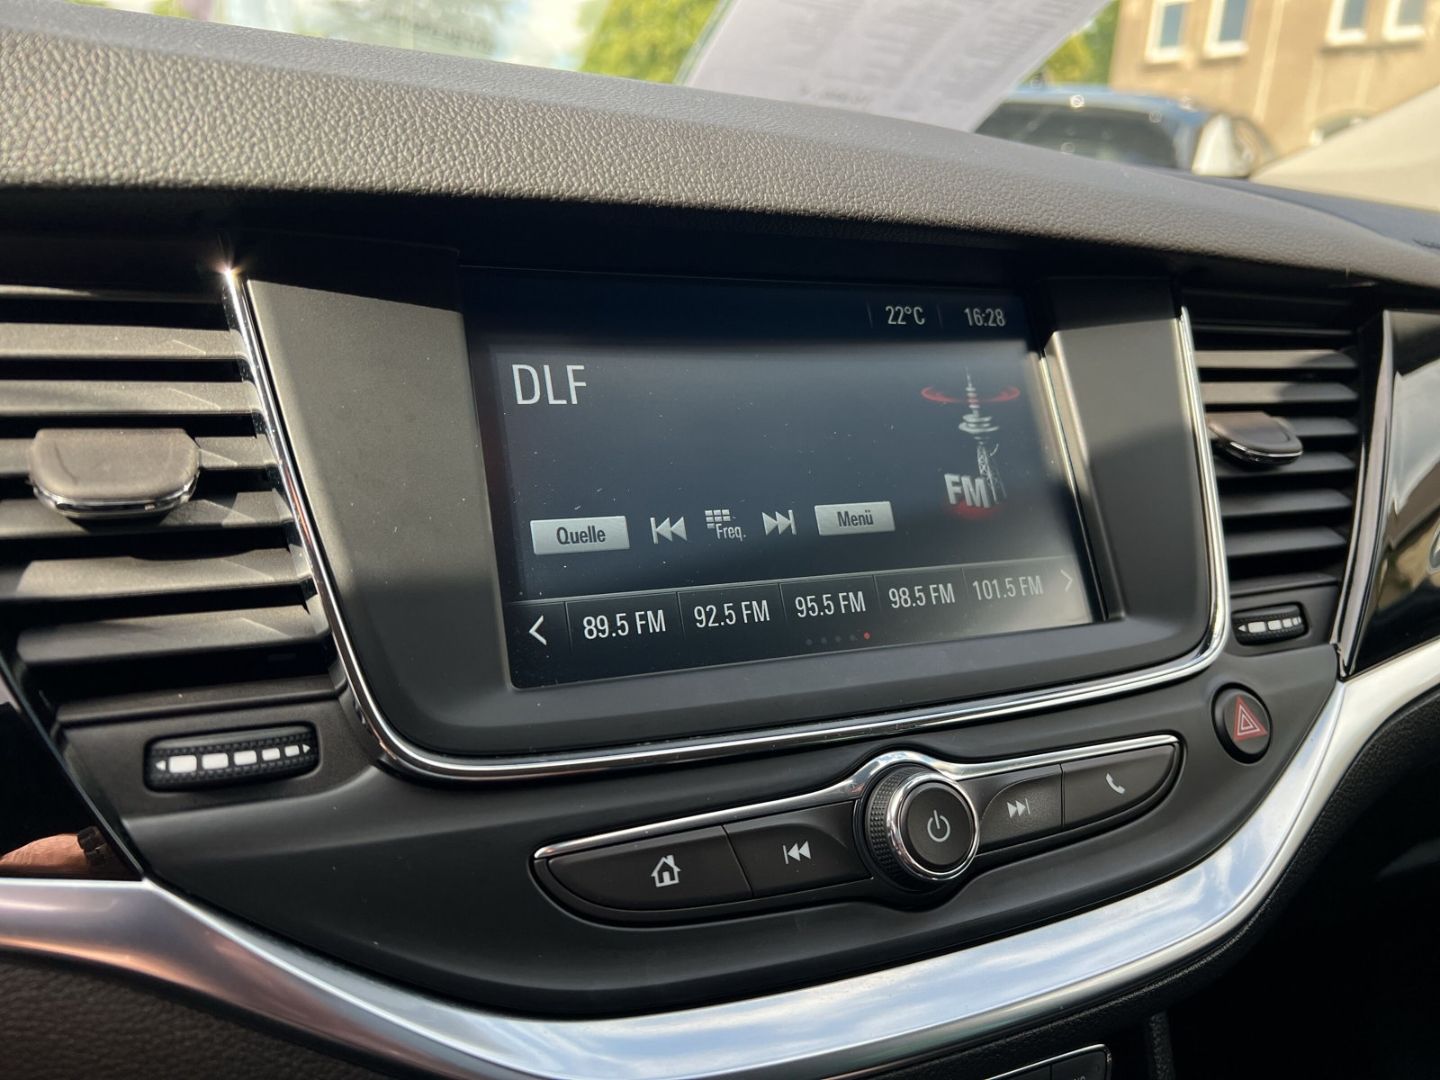 22°C 16:28
DLF
FM
Quelle Freq. Menü
89.5 FM 92.5 FM 95.5 FM 98.5 FM 101.5 FM